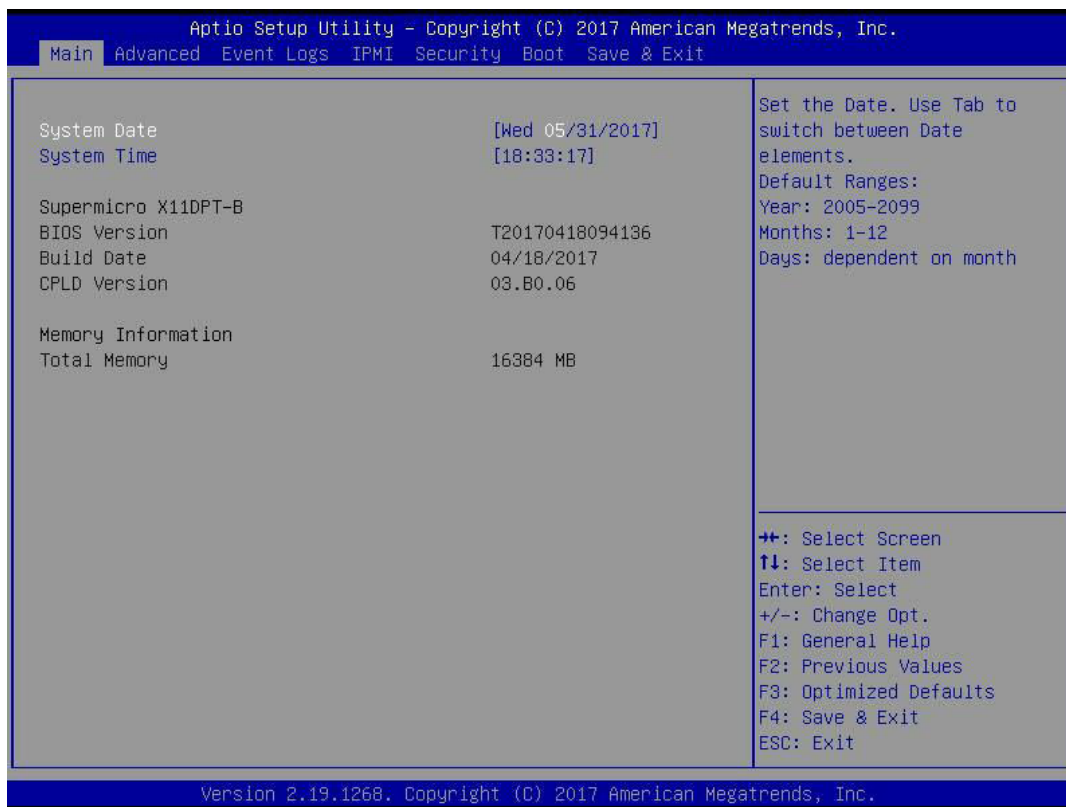 Aptio Setup Utility – Copyright (C) 2017 American Megatrends, Inc.
Main Advanced Event Logs IPMI Security Boot Save & Exit
System Date [Wed 05/31/2017]
System Time [18:33:17]
Supermicro X11DPT-B
BIOS Version T20170418094136
Build Date 04/18/2017
CPLD Version 03.B0.06
Memory Information
Total Memory 16384 MB
Set the Date. Use Tab to
switch between Date
elements.
Default Ranges:
Year: 2005-2099
Months: 1-12
Days: dependent on month
→←: Select Screen
↑↓: Select Item
Enter: Select
+/-: Change Opt.
F1: General Help
F2: Previous Values
F3: Optimized Defaults
F4: Save & Exit
ESC: Exit
Version 2.19.1268. Copyright (C) 2017 American Megatrends, Inc.